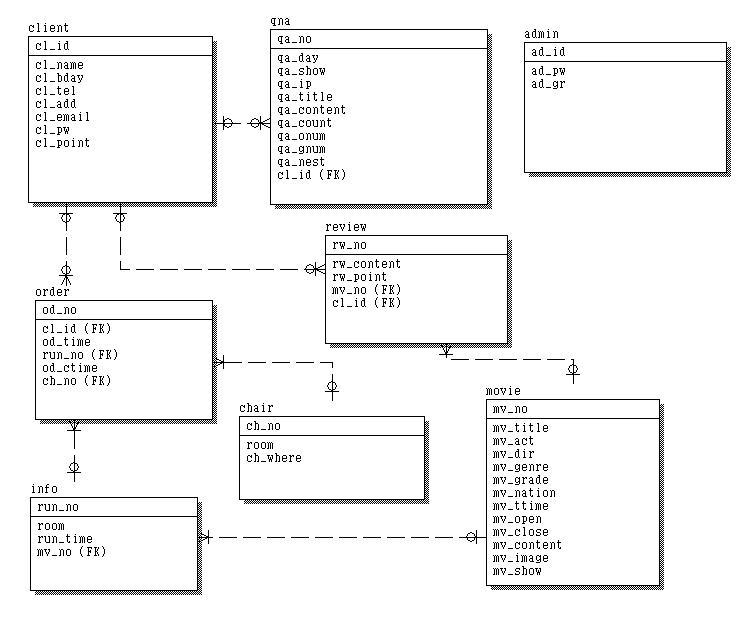 client
cl_id
cl_name
cl_bday
cl_tel
cl_add
cl_email
cl_pw
cl_point
qna
qa_no
qa_day
qa_show
qa_ip
qa_title
qa_content
qa_count
qa_onum
qa_gnum
qa_nest
cl_id (FK)
admin
ad_id
ad_pw
ad_gr
review
rw_no
rw_content
rw_point
mv_no (FK)
cl_id (FK)
order
od_no
cl_id (FK)
od_time
run_no (FK)
od_ctime
ch_no (FK)
chair
ch_no
room
ch_where
movie
mv_no
mv_title
mv_act
mv_dir
mv_genre
mv_grade
mv_nation
mv_ttime
mv_open
mv_close
mv_content
mv_image
mv_show
info
run_no
room
run_time
mv_no (FK)